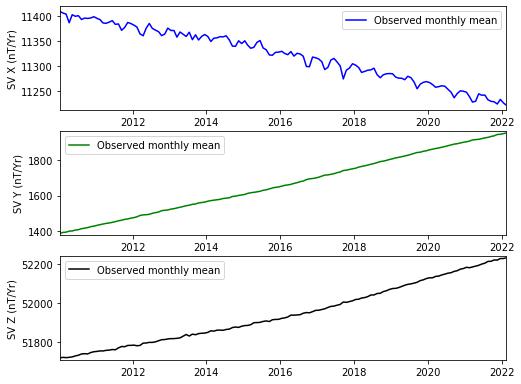 11400
11350
11300
11250
SV X (nT/Yr)
Observed monthly mean
2012 2014 2016 2018 2020 2022
1800
1600
1400
SV Y (nT/Yr)
Observed monthly mean
2012 2014 2016 2018 2020 2022
52200
52000
51800
SV Z (nT/Yr)
Observed monthly mean
2012 2014 2016 2018 2020 2022